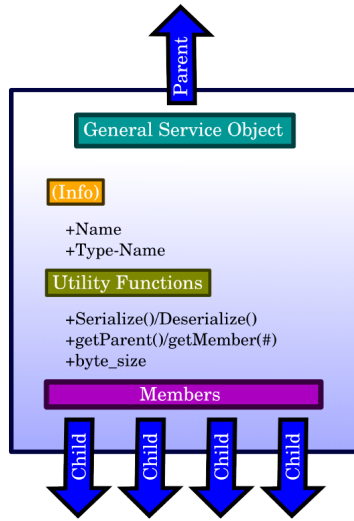 Parent
General Service Object
(Info)
+Name
+Type-Name
Utility Functions
+Serialize()/Deserialize()
+getParent()/getMember(#)
+byte_size
Members
Child
Child
Child
Child